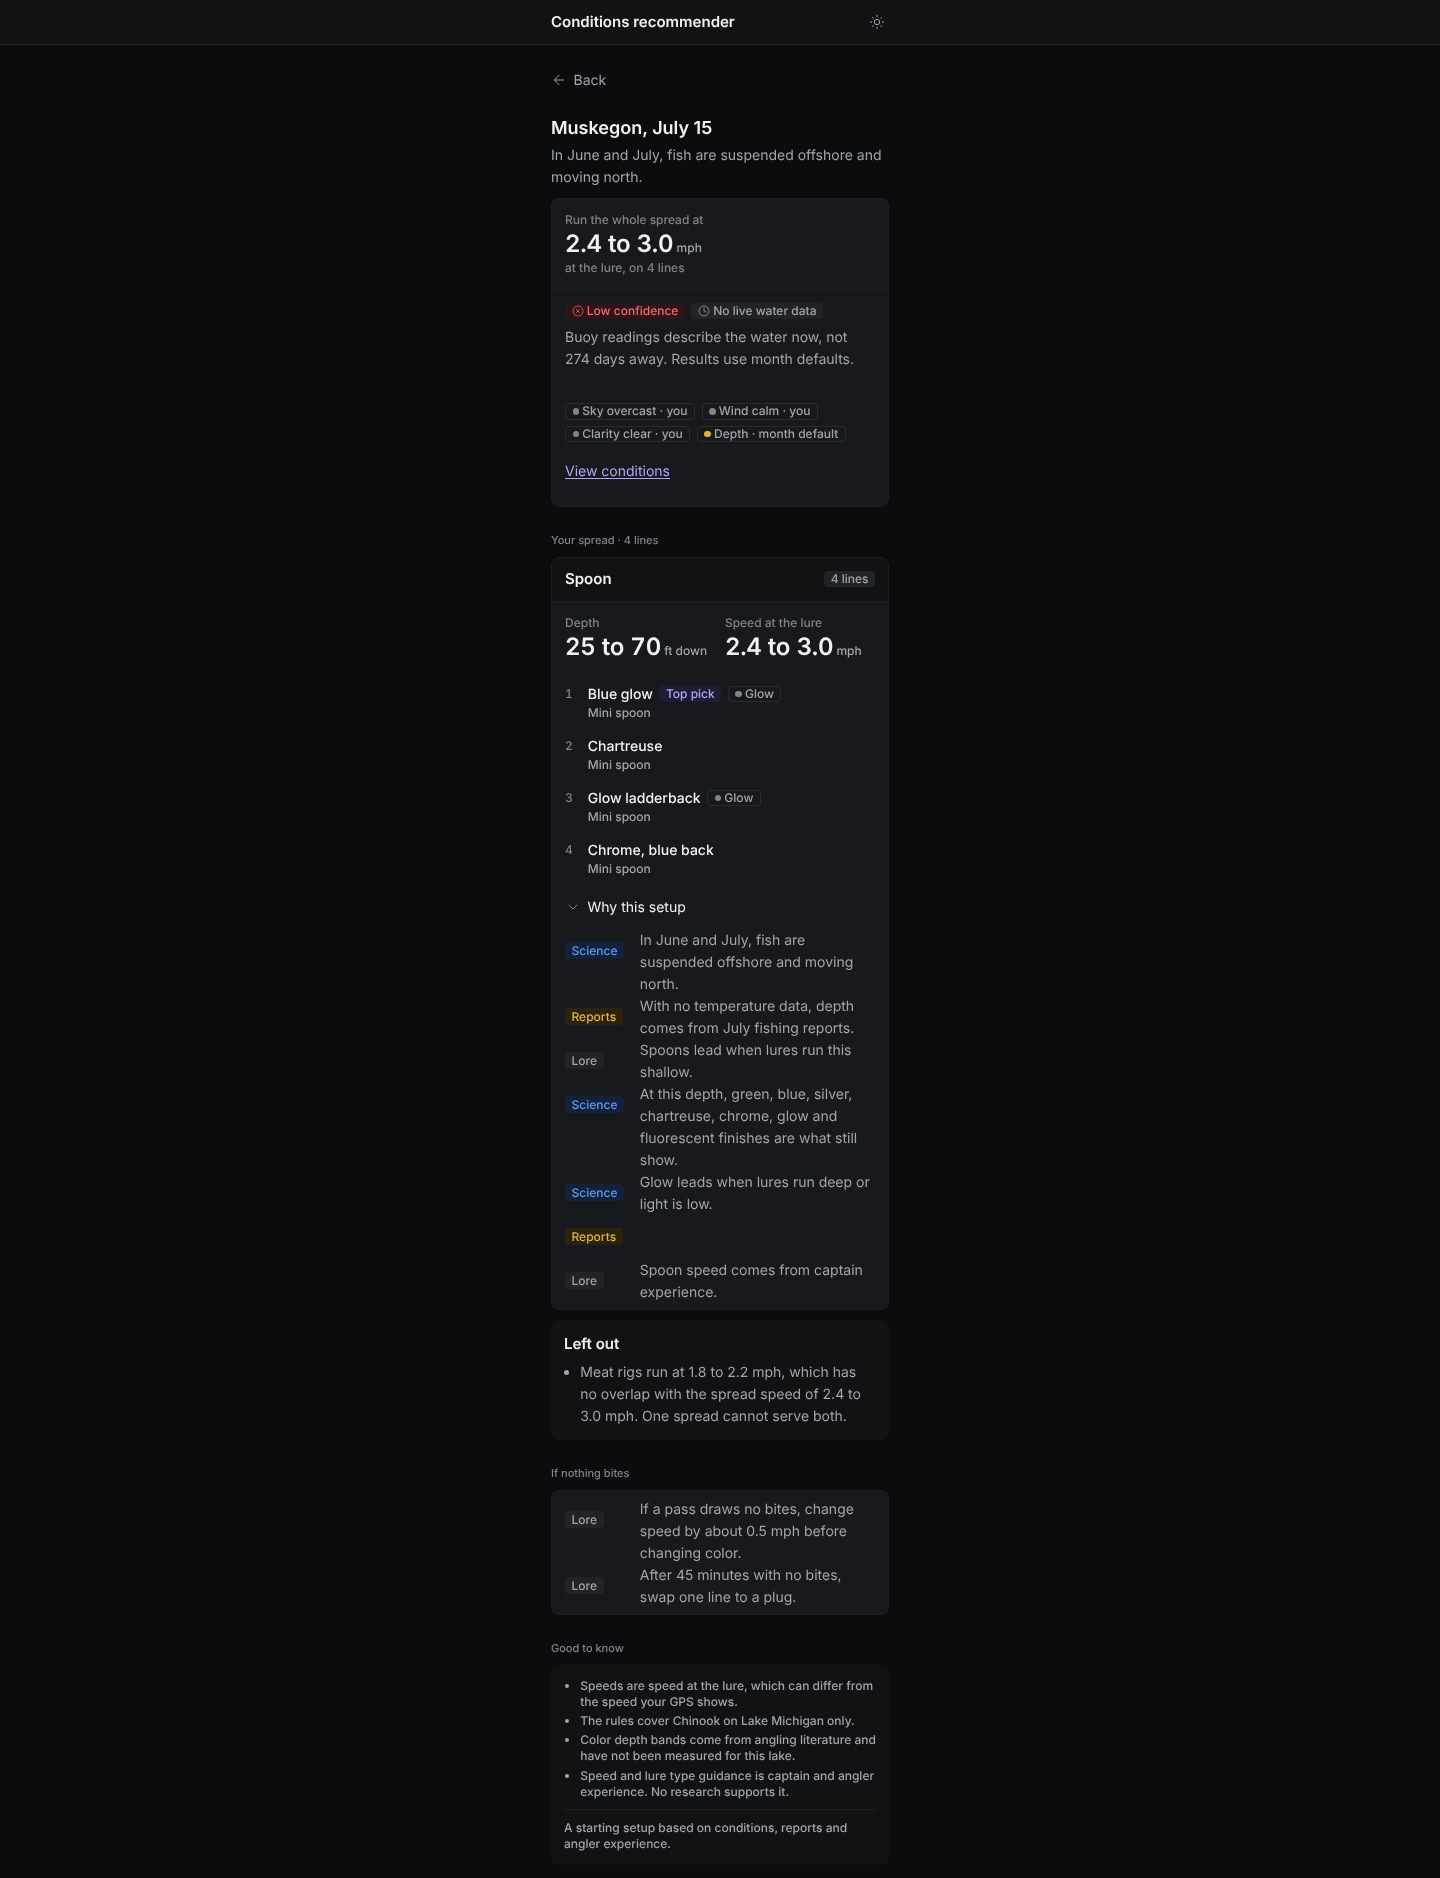 Conditions recommender
Back
Muskegon, July 15
In June and July, fish are suspended offshore and
moving north.
Run the whole spread at
2.4 to 3.0 mph
at the lure, on 4 lines
Low confidence
No live water data
Buoy readings describe the water now, not
274 days away. Results use month defaults.
Sky overcast · you
Wind calm · you
Clarity clear · you
Depth · month default
View conditions
Your spread · 4 lines
Spoon
4 lines
Depth
25 to 70 ft down
Speed at the lure
2.4 to 3.0 mph
1
Blue glow
Top pick
Glow
Mini spoon
2
Chartreuse
Mini spoon
3
Glow ladderback
Glow
Mini spoon
4
Chrome, blue back
Mini spoon
Why this setup
Science
In June and July, fish are
suspended offshore and moving
north.
Reports
With no temperature data, depth
comes from July fishing reports.
Lore
Spoons lead when lures run this
shallow.
Science
At this depth, green, blue, silver,
chartreuse, chrome, glow and
fluorescent finishes are what still
show.
Science
Glow leads when lures run deep or
light is low.
Reports
Lore
Spoon speed comes from captain
experience.
Left out
• Meat rigs run at 1.8 to 2.2 mph, which has
no overlap with the spread speed of 2.4 to
3.0 mph. One spread cannot serve both.
If nothing bites
Lore
If a pass draws no bites, change
speed by about 0.5 mph before
changing color.
Lore
After 45 minutes with no bites,
swap one line to a plug.
Good to know
• Speeds are speed at the lure, which can differ from
the speed your GPS shows.
• The rules cover Chinook on Lake Michigan only.
• Color depth bands come from angling literature and
have not been measured for this lake.
• Speed and lure type guidance is captain and angler
experience. No research supports it.
A starting setup based on conditions, reports and
angler experience.